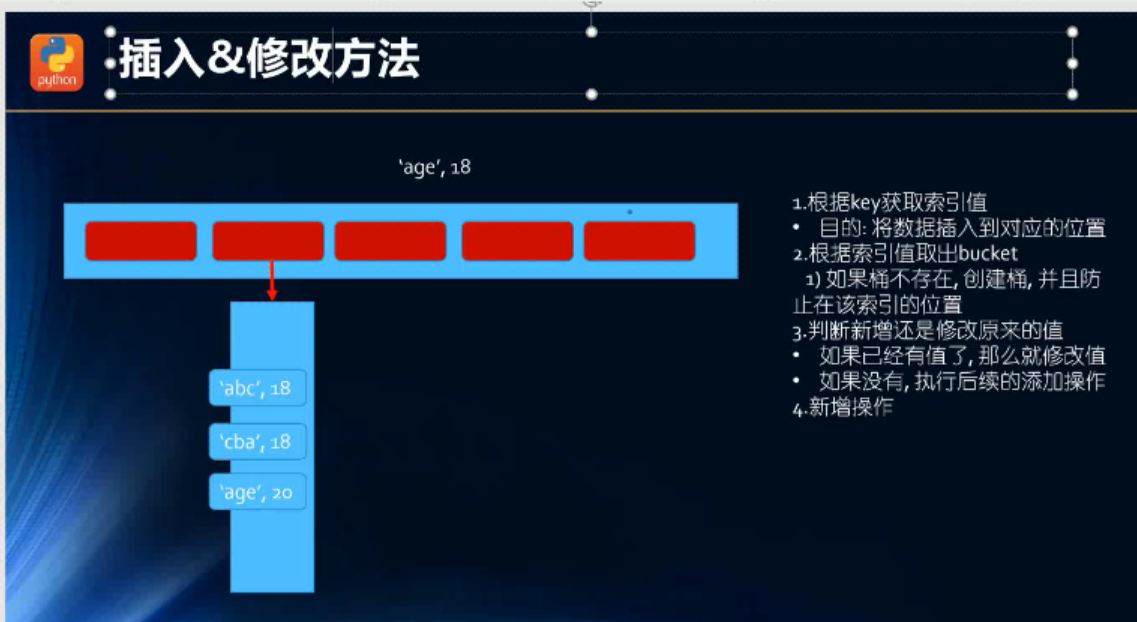 python
插入&修改方法
‘age’, 18
1.根据key获取索引值
• 目的: 将数据插入到对应的位置
2.根据索引值取出bucket
1) 如果桶不存在, 创建桶, 并且防
止在该索引的位置
3.判断新增还是修改原来的值
• 如果已经有值了, 那么就修改值
• 如果没有, 执行后续的添加操作
4.新增操作
‘abc’, 18
‘cba’, 18
‘age’, 20